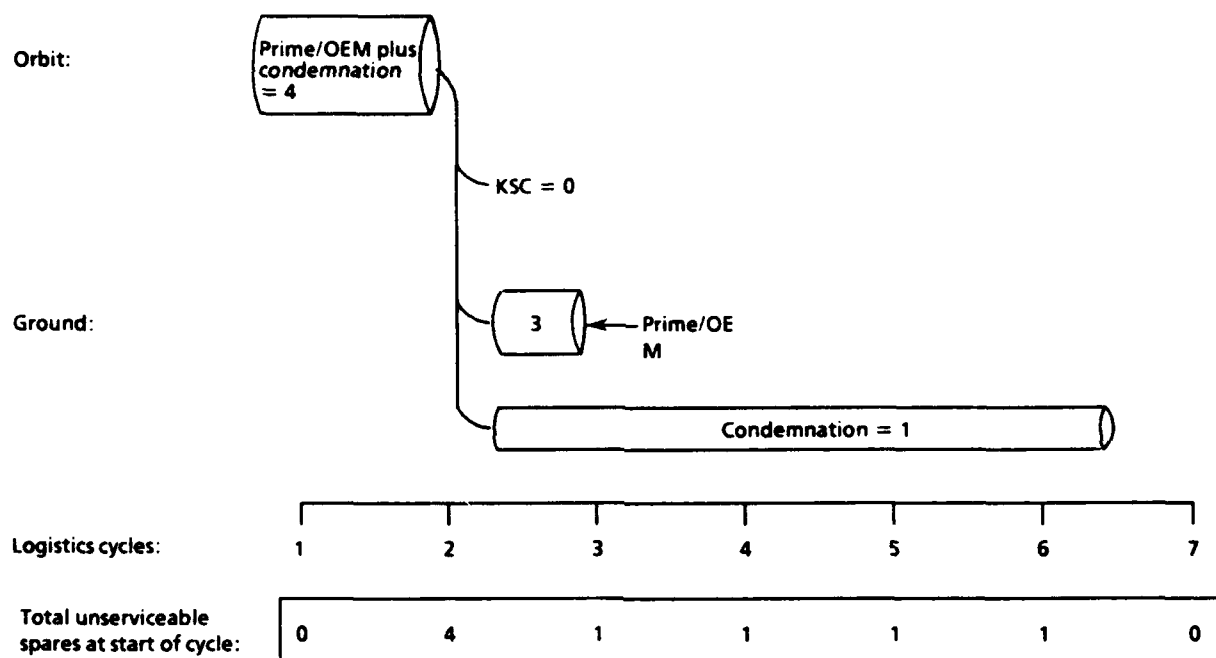 Orbit:
Prime/OEM plus
condemnation
= 4
KSC = 0
Ground:
3
Prime/OE
M
Condemnation = 1
Logistics cycles:
1 2 3 4 5 6 7
Total unserviceable
spares at start of cycle:
0 4 1 1 1 1 0